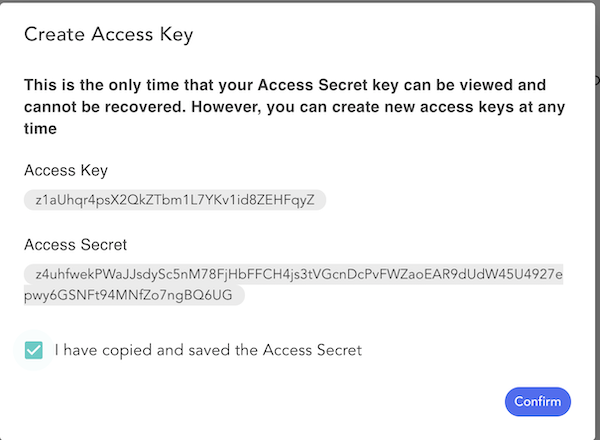 Create Access Key
This is the only time that your Access Secret key can be viewed and
cannot be recovered. However, you can create new access keys at any
time
Access Key
z1aUhqr4psX2QkZTbm1L7YKv1id8ZEHFqyZ
Access Secret
z4uhfwekPWaJJsdySc5nM78FjHbFFCH4js3tVGcnDcPvFWZaoEAR9dUdW45U4927e
pwy6GSNFt94MNfZo7ngBQ6UG
I have copied and saved the Access Secret
Confirm